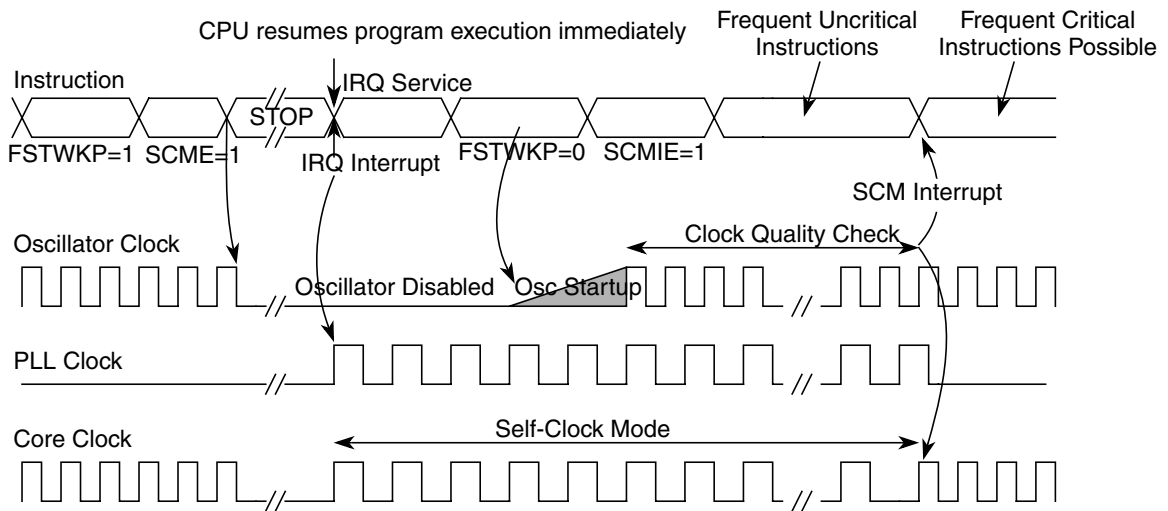 CPU resumes program execution immediately
Frequent Uncritical
Instructions
Frequent Critical
Instructions Possible
Instruction
IRQ Service
STOP
FSTWKP=1
SCME=1
IRQ Interrupt
FSTWKP=0
SCMIE=1
SCM Interrupt
Oscillator Clock
Clock Quality Check
Oscillator Disabled
Osc Startup
PLL Clock
Core Clock
Self-Clock Mode